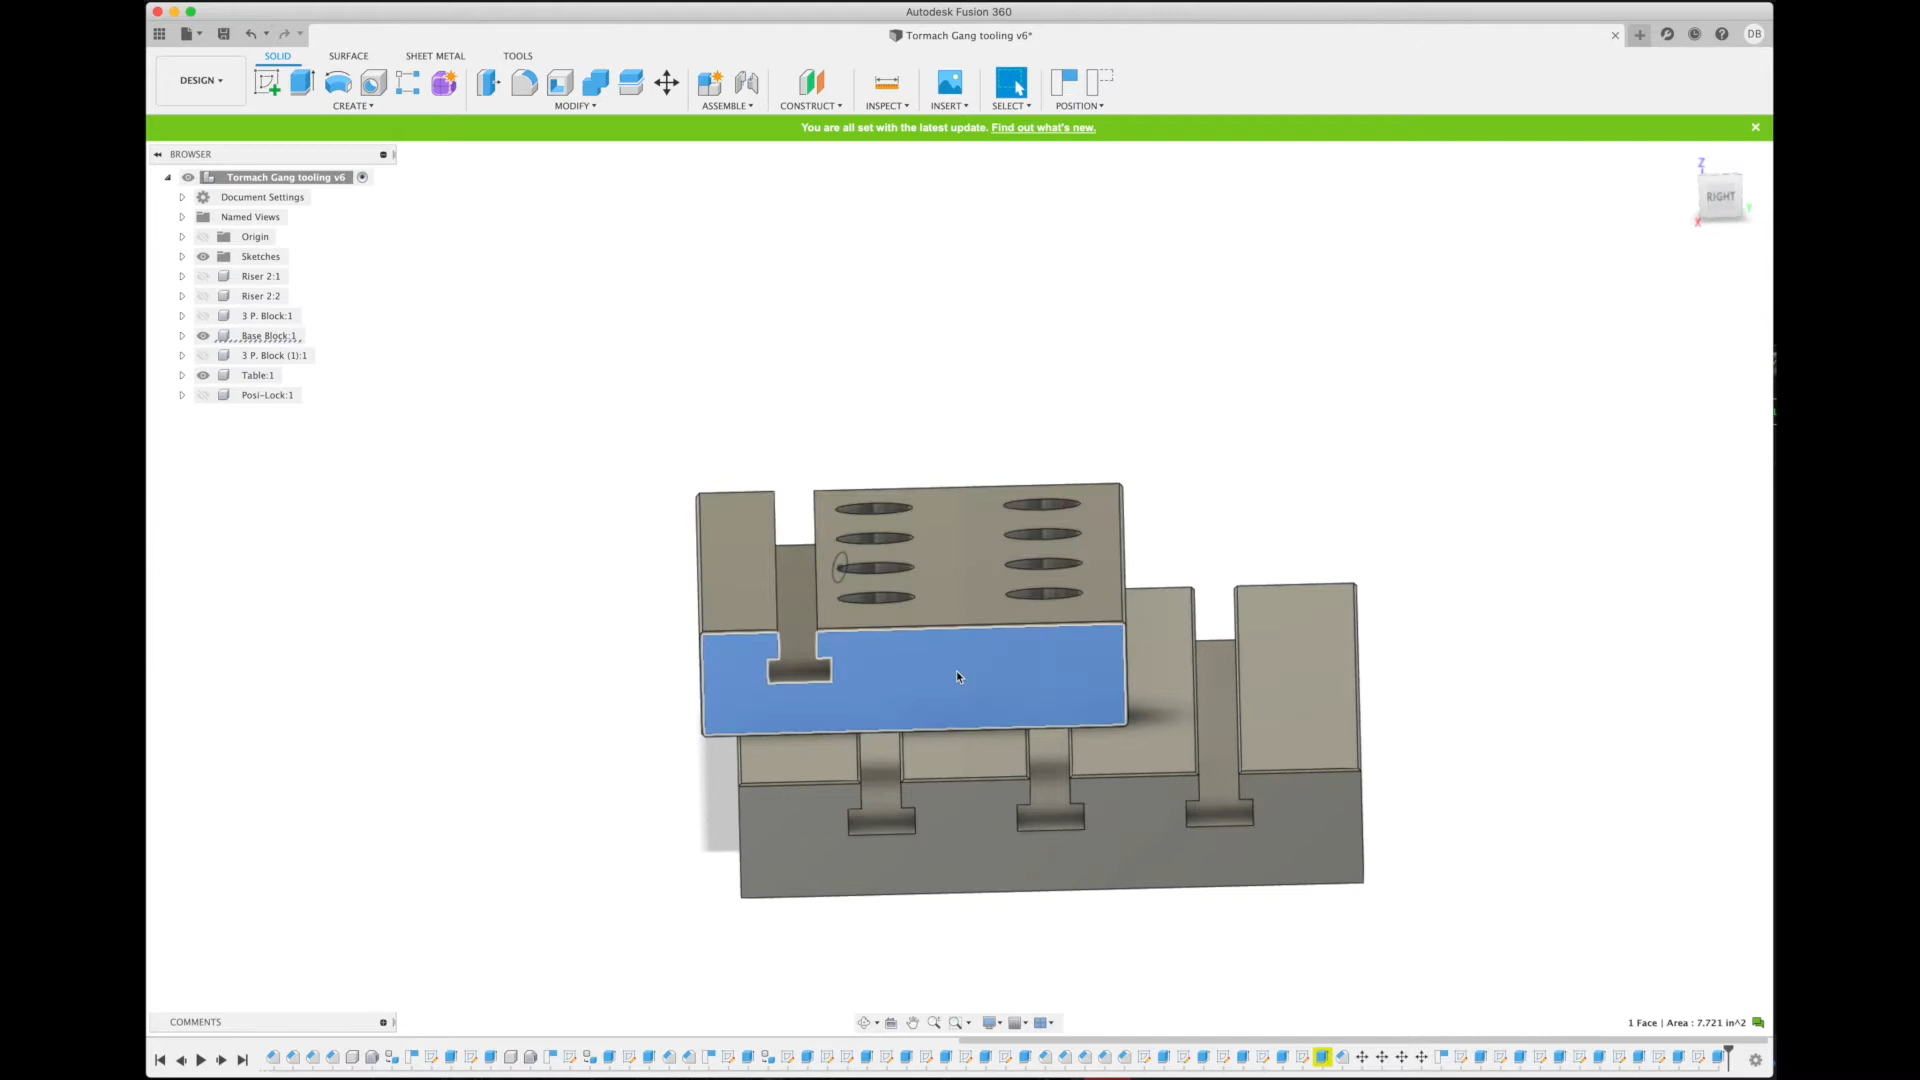 Autodesk Fusion 360
Tormach Gang tooling v6*
DB
SOLID
SURFACE
SHEET METAL
TOOLS
DESIGN
CREATE
MODIFY
ASSEMBLE
CONSTRUCT
INSPECT
INSERT
SELECT
POSITION
You are all set with the latest update. Find out what's new.
BROWSER
Tormach Gang tooling v6
Document Settings
Named Views
Origin
Sketches
Riser 2:1
Riser 2:2
3 P. Block:1
Base Block:1
3 P. Block (1):1
Table:1
Posi-Lock:1
Z
RIGHT
Y
X
COMMENTS
1 Face | Area : 7.721 in^2